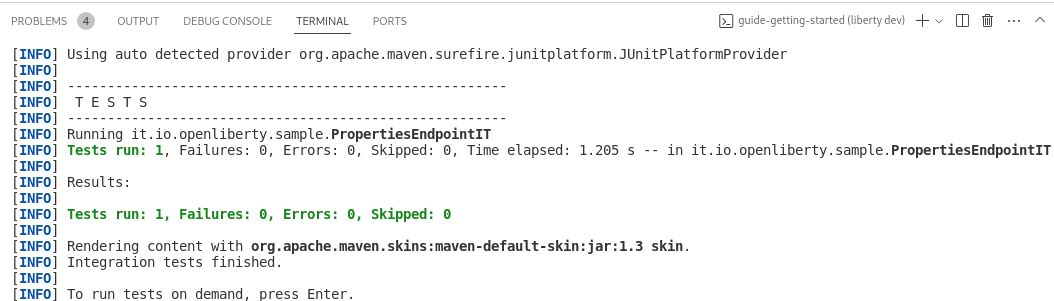 PROBLEMS 4 OUTPUT DEBUG CONSOLE TERMINAL PORTS guide-getting-started (liberty dev)
[INFO] Using auto detected provider org.apache.maven.surefire.junitplatform.JUnitPlatformProvider
[INFO]
[INFO] -------------------------------------------------------
[INFO]  T E S T S
[INFO] -------------------------------------------------------
[INFO] Running it.io.openliberty.sample.PropertiesEndpointIT
[INFO] Tests run: 1, Failures: 0, Errors: 0, Skipped: 0, Time elapsed: 1.205 s -- in it.io.openliberty.sample.PropertiesEndpointIT
[INFO]
[INFO] Results:
[INFO]
[INFO] Tests run: 1, Failures: 0, Errors: 0, Skipped: 0
[INFO]
[INFO] Rendering content with org.apache.maven.skins:maven-default-skin:jar:1.3 skin.
[INFO] Integration tests finished.
[INFO]
[INFO] To run tests on demand, press Enter.